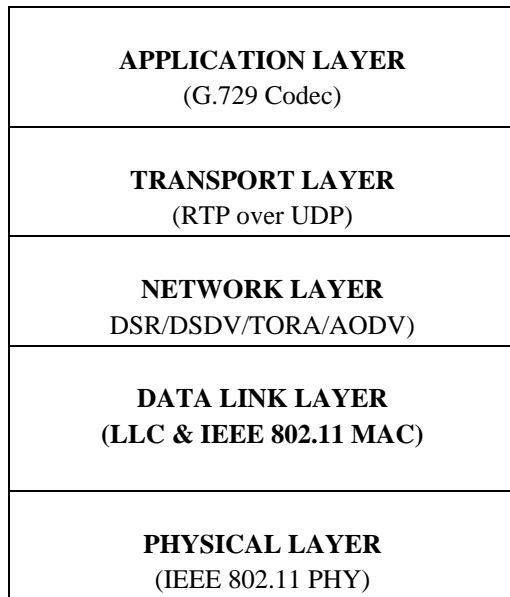 APPLICATION LAYER
(G.729 Codec)
TRANSPORT LAYER
(RTP over UDP)
NETWORK LAYER
DSR/DSDV/TORA/AODV)
DATA LINK LAYER
(LLC & IEEE 802.11 MAC)
PHYSICAL LAYER
(IEEE 802.11 PHY)